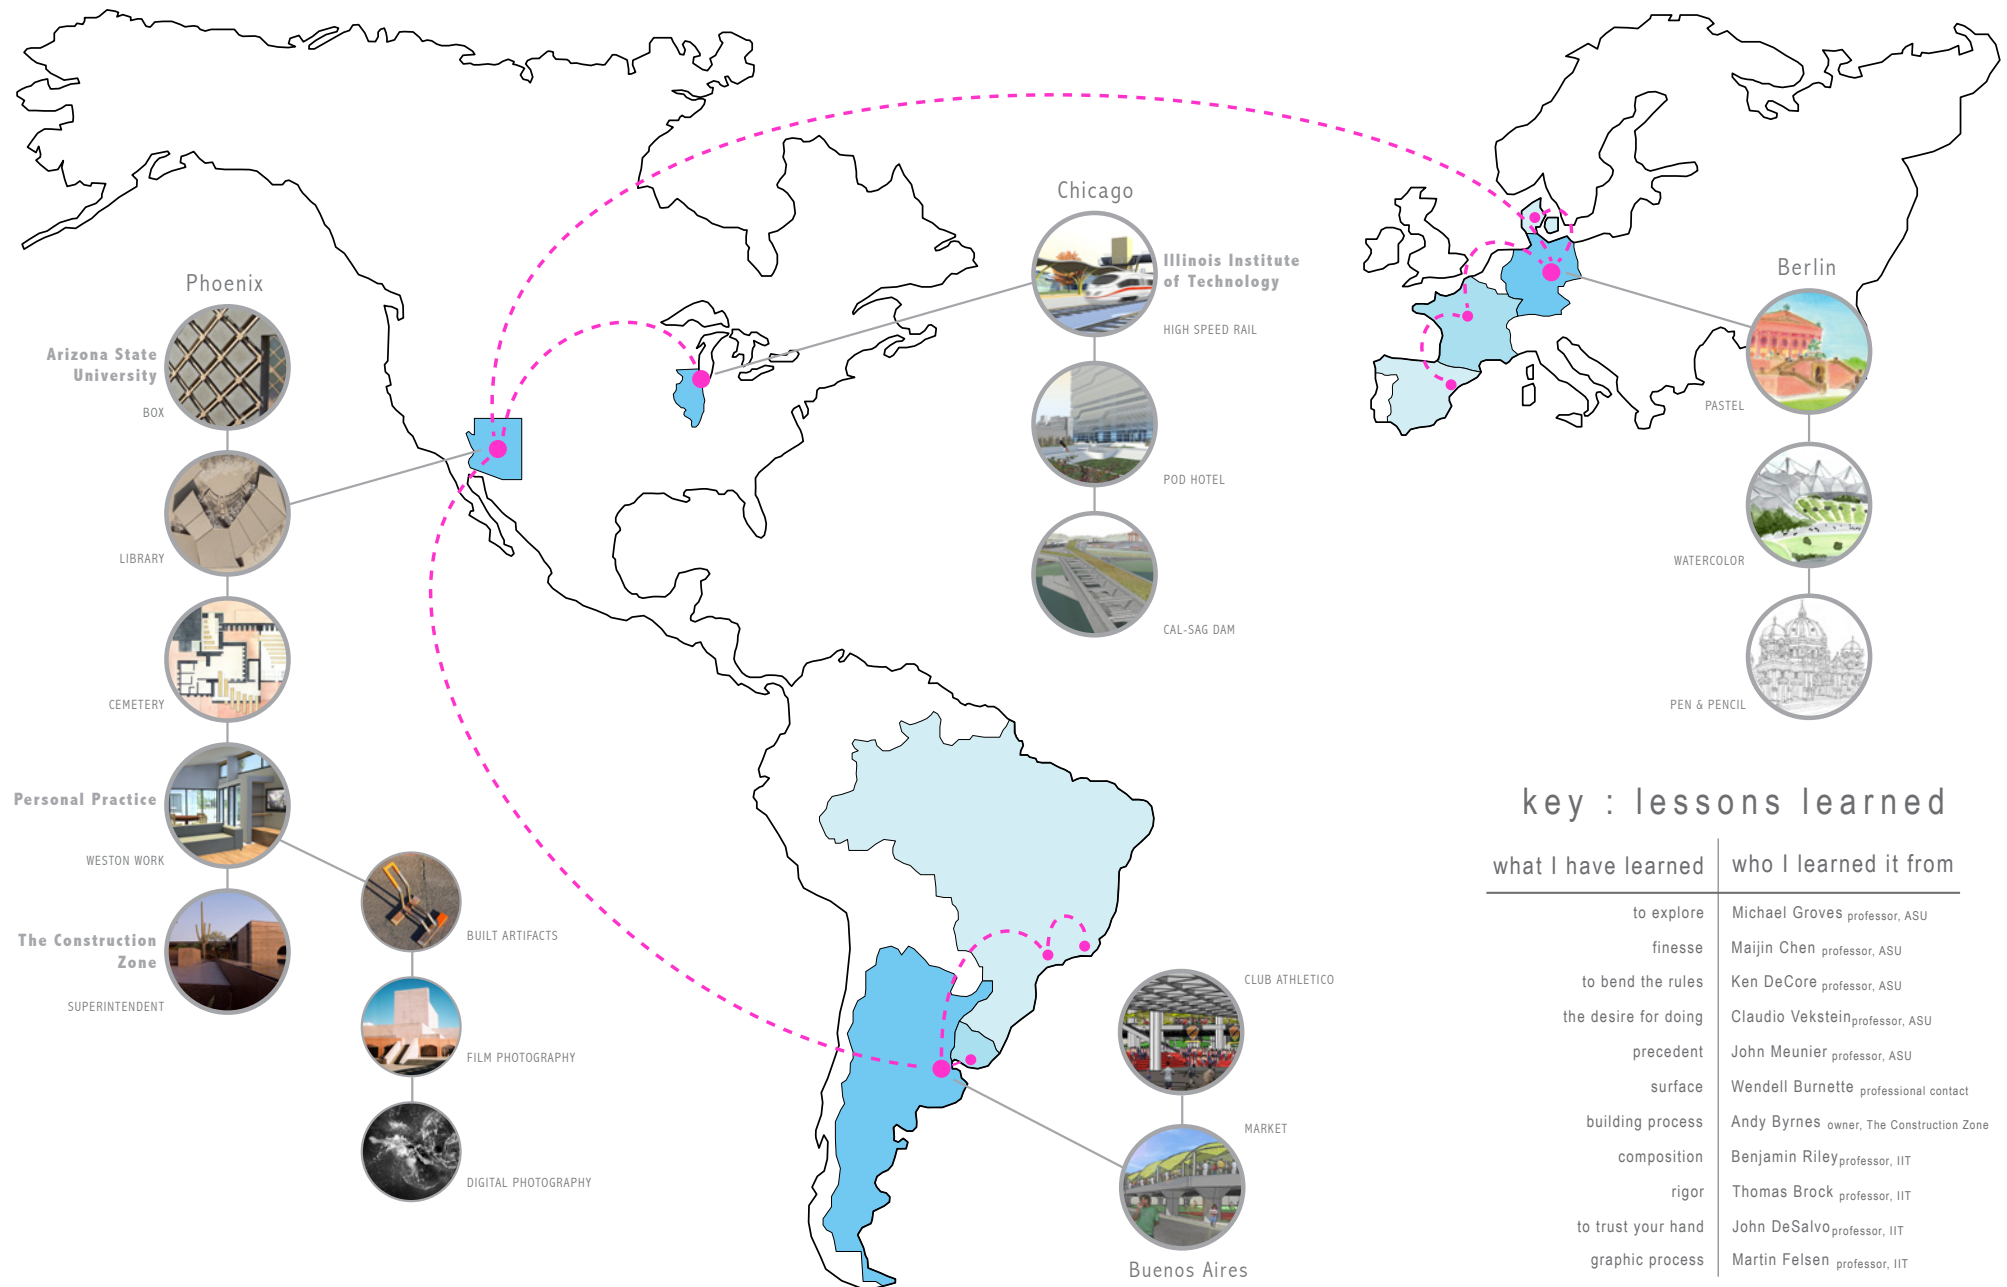 Phoenix
Arizona State
University
BOX
LIBRARY
CEMETERY
Personal Practice
WESTON WORK
The Construction
Zone
SUPERINTENDENT
BUILT ARTIFACTS
FILM PHOTOGRAPHY
DIGITAL PHOTOGRAPHY
Chicago
Illinois Institute
of Technology
HIGH SPEED RAIL
POD HOTEL
CAL-SAG DAM
Berlin
PASTEL
WATERCOLOR
PEN & PENCIL
CLUB ATHLETICO
MARKET
Buenos Aires
key : lessons learned
what I have learned who I learned it from
to explore Michael Groves professor, ASU
finesse Maijin Chen professor, ASU
to bend the rules Ken DeCore professor, ASU
the desire for doing Claudio Vekstein professor, ASU
precedent John Meunier professor, ASU
surface Wendell Burnette professional contact
building process Andy Byrnes owner, The Construction Zone
composition Benjamin Riley professor, IIT
rigor Thomas Brock professor, IIT
to trust your hand John DeSalvo professor, IIT
graphic process Martin Felsen professor, IIT